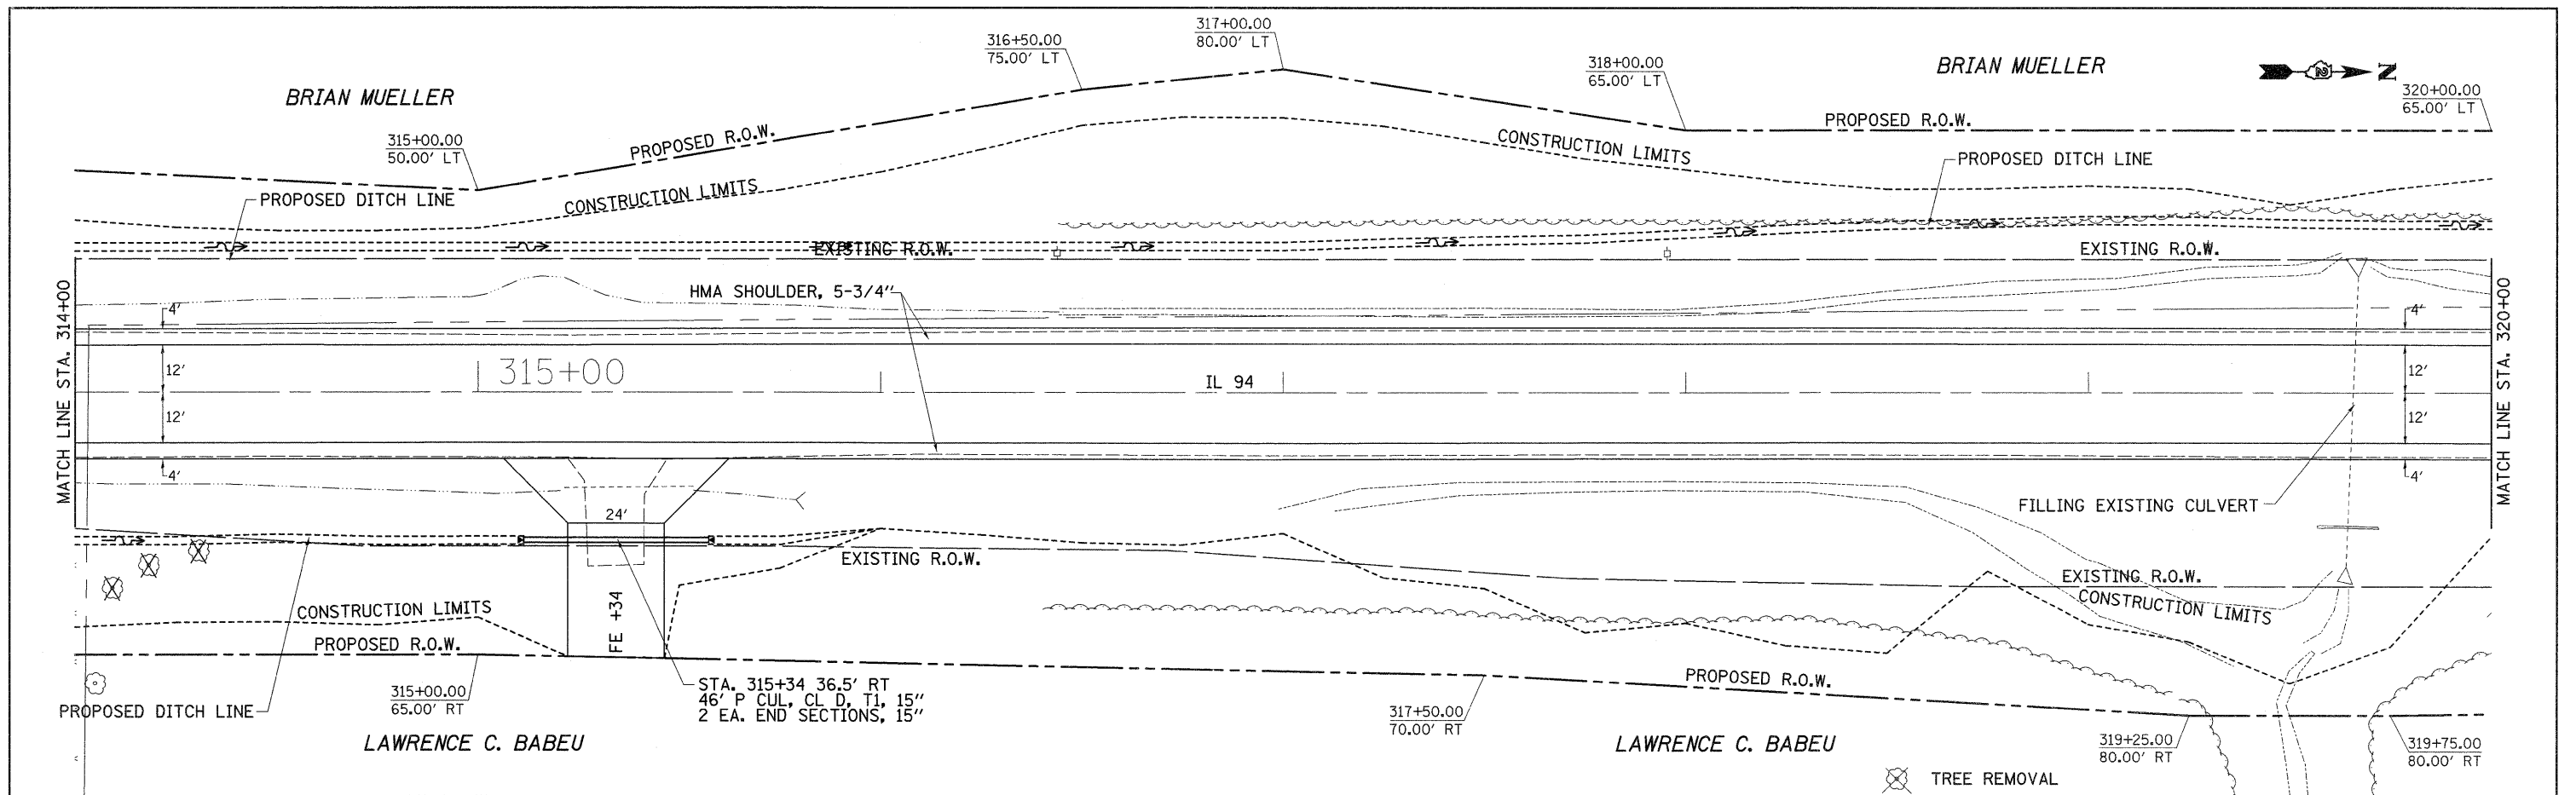 317+00.00
80.00' LT
316+50.00
75.00' LT
318+00.00
65.00' LT
BRIAN MUELLER
N
320+00.00
65.00' LT
BRIAN MUELLER
315+00.00
50.00' LT
PROPOSED R.O.W.
PROPOSED R.O.W.
CONSTRUCTION LIMITS
PROPOSED DITCH LINE
CONSTRUCTION LIMITS
PROPOSED DITCH LINE
EXISTING R.O.W.
EXISTING R.O.W.
HMA SHOULDER, 5-3/4"
4'
4'
MATCH LINE STA. 314+00
MATCH LINE STA. 320+00
12'
315+00
IL 94
12'
12'
12'
4'
4'
FILLING EXISTING CULVERT
24'
EXISTING R.O.W.
EXISTING R.O.W.
CONSTRUCTION LIMITS
CONSTRUCTION LIMITS
FE +34
PROPOSED R.O.W.
PROPOSED R.O.W.
315+00.00
65.00' RT
STA. 315+34 36.5' RT
46' P CUL, CL D, T1, 15"
2 EA. END SECTIONS, 15"
PROPOSED DITCH LINE
317+50.00
70.00' RT
LAWRENCE C. BABEU
LAWRENCE C. BABEU
319+25.00
80.00' RT
319+75.00
80.00' RT
TREE REMOVAL